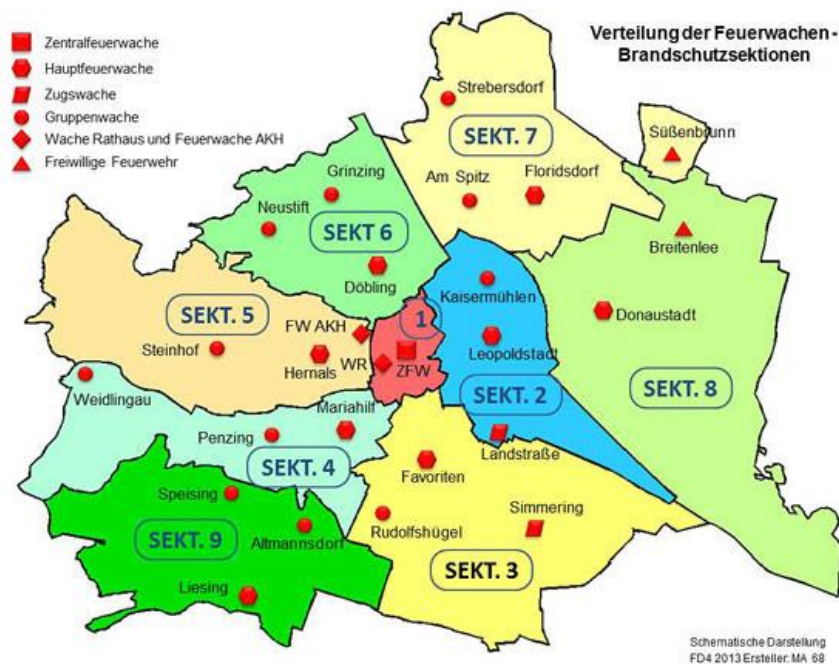 Verteilung der Feuerwachen -
Brandschutzsektionen
Zentralfeuerwache
Hauptfeuerwache
Zugswache
Gruppenwache
Wache Rathaus und Feuerwache AKH
Freiwillige Feuerwehr
Strebersdorf
SEKT. 7
Süßenbrunn
Grinzing
Am Spitz
Floridsdorf
Neustift
SEKT 6
Breitenlee
Döbling
Kaisermühlen
SEKT. 5
1
Donaustadt
FW AKH
Steinhof
Hernals
WR
ZFW
Leopoldstadt
Weidlingau
SEKT. 2
SEKT. 8
Mariahilf
Penzing
Landstraße
SEKT. 4
Favoriten
Speising
Simmering
Rudolfshügel
SEKT. 9
Altmannsdorf
SEKT. 3
Liesing
Schematische Darstellung
FD4 2013 Ersteller: MA 68